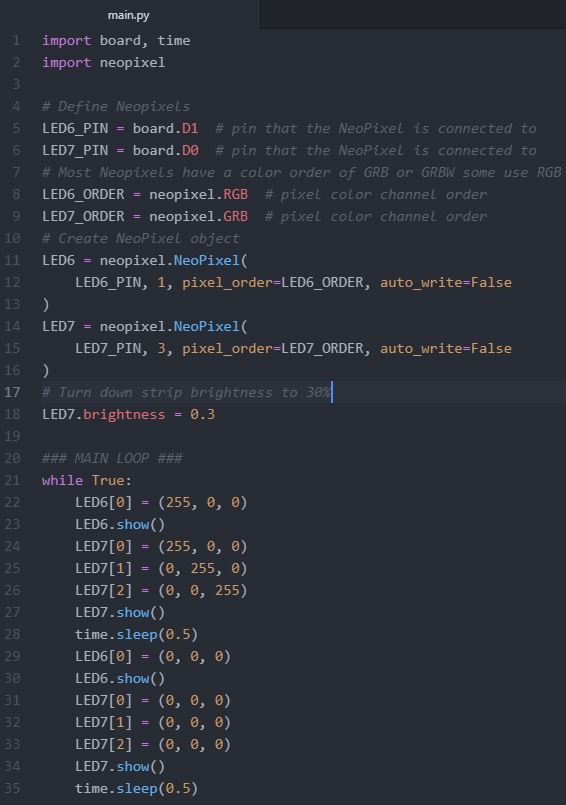 main.py
1 import board, time
2 import neopixel
3
4 # Define Neopixels
5 LED6_PIN = board.D1  # pin that the NeoPixel is connected to
6 LED7_PIN = board.D0  # pin that the NeoPixel is connected to
7 # Most Neopixels have a color order of GRB or GRBW some use RGB
8 LED6_ORDER = neopixel.RGB  # pixel color channel order
9 LED7_ORDER = neopixel.GRB  # pixel color channel order
10 # Create NeoPixel object
11 LED6 = neopixel.NeoPixel(
12     LED6_PIN, 1, pixel_order=LED6_ORDER, auto_write=False
13 )
14 LED7 = neopixel.NeoPixel(
15     LED7_PIN, 3, pixel_order=LED7_ORDER, auto_write=False
16 )
17 # Turn down strip brightness to 30%
18 LED7.brightness = 0.3
19
20 ### MAIN LOOP ###
21 while True:
22     LED6[0] = (255, 0, 0)
23     LED6.show()
24     LED7[0] = (255, 0, 0)
25     LED7[1] = (0, 255, 0)
26     LED7[2] = (0, 0, 255)
27     LED7.show()
28     time.sleep(0.5)
29     LED6[0] = (0, 0, 0)
30     LED6.show()
31     LED7[0] = (0, 0, 0)
32     LED7[1] = (0, 0, 0)
33     LED7[2] = (0, 0, 0)
34     LED7.show()
35     time.sleep(0.5)